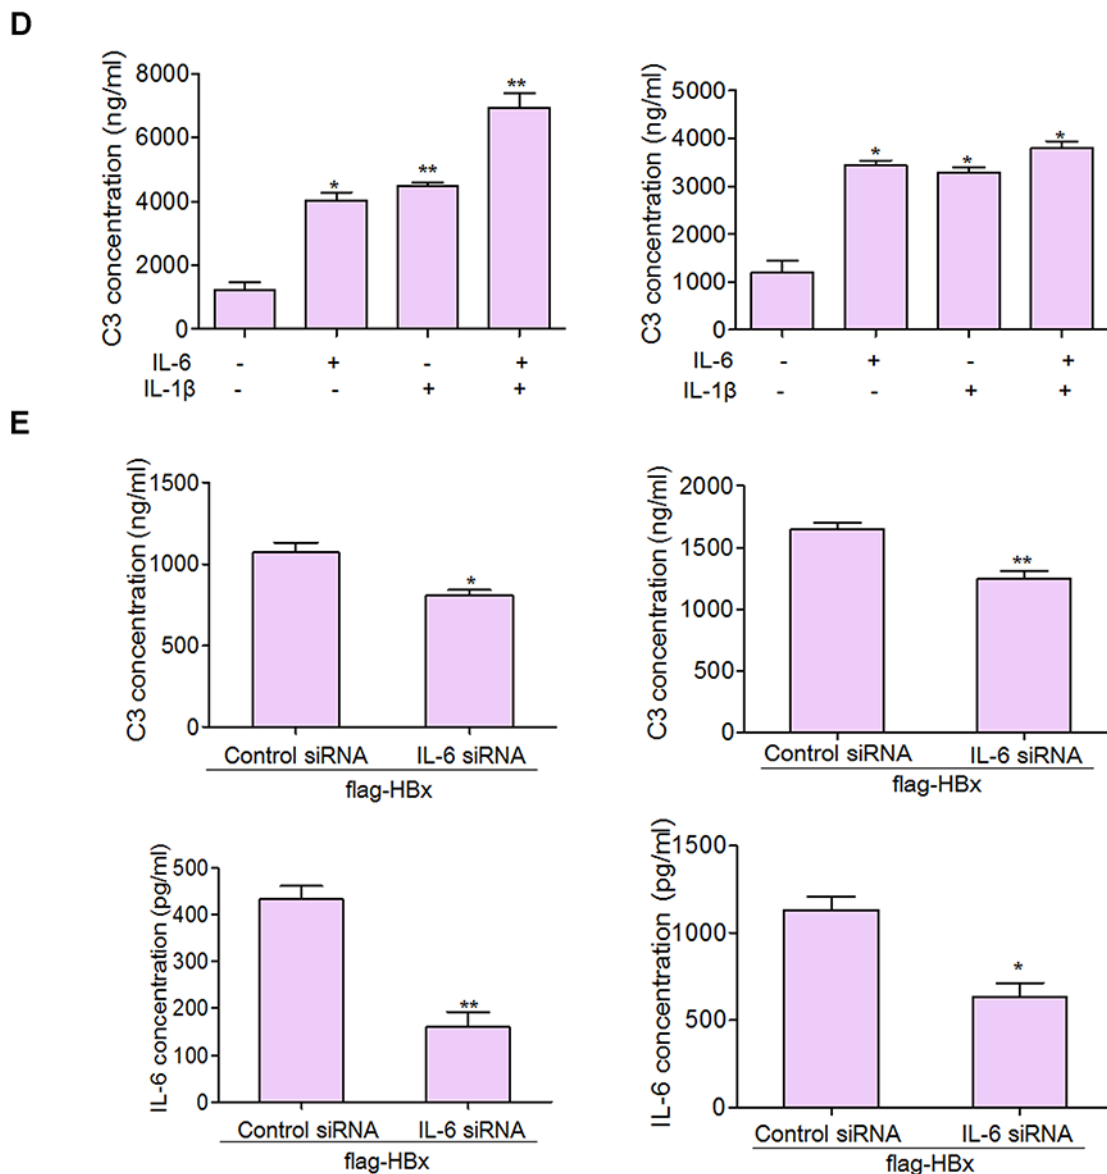 D
C3 concentration (ng/ml)
8000
6000
4000
2000
0
* ** **
IL-6 - + - +
IL-1β - - + +
C3 concentration (ng/ml)
5000
4000
3000
2000
1000
0
* * *
IL-6 - + - +
IL-1β - - + +
E
C3 concentration (ng/ml)
1500
1000
500
0
*
Control siRNA IL-6 siRNA
flag-HBx
C3 concentration (ng/ml)
2000
1500
1000
500
0
**
Control siRNA IL-6 siRNA
flag-HBx
IL-6 concentration (pg/ml)
500
400
300
200
100
0
**
Control siRNA IL-6 siRNA
flag-HBx
IL-6 concentration (pg/ml)
1500
1000
500
0
*
Control siRNA IL-6 siRNA
flag-HBx